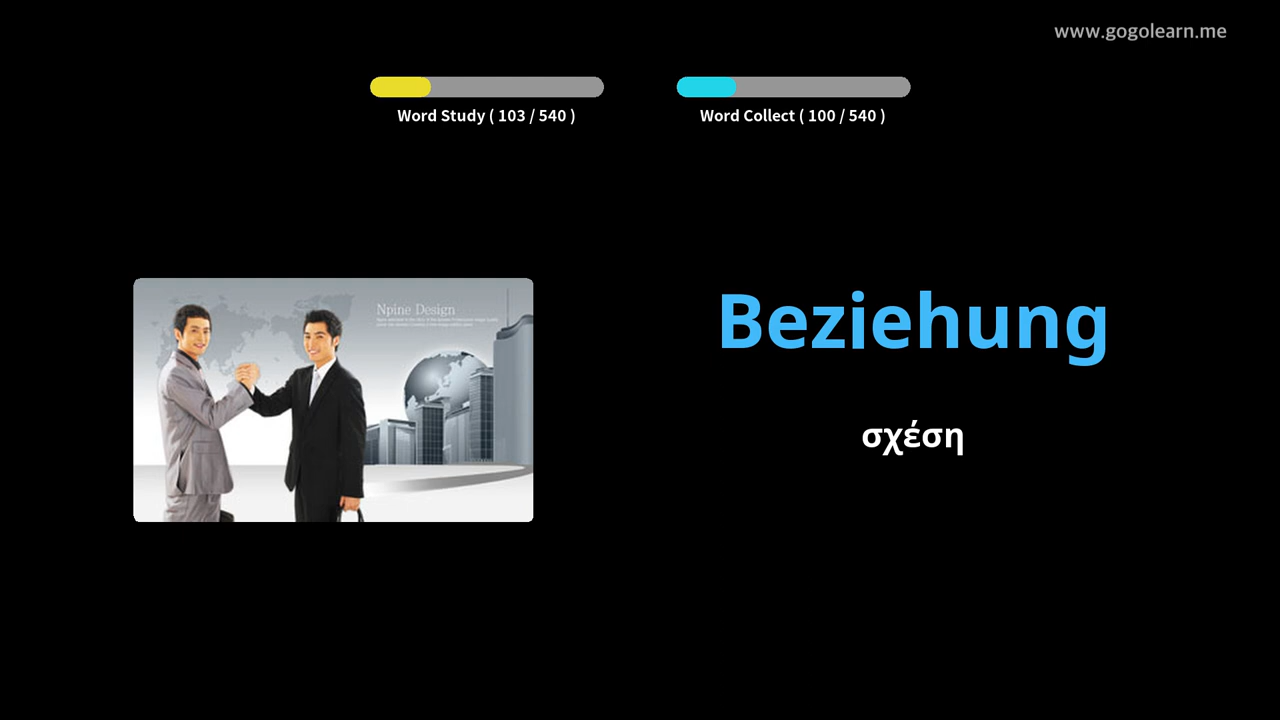 www.gogolearn.me
Word Study ( 103 / 540 )
Word Collect ( 100 / 540 )
Npine Design
Beziehung
σχέση